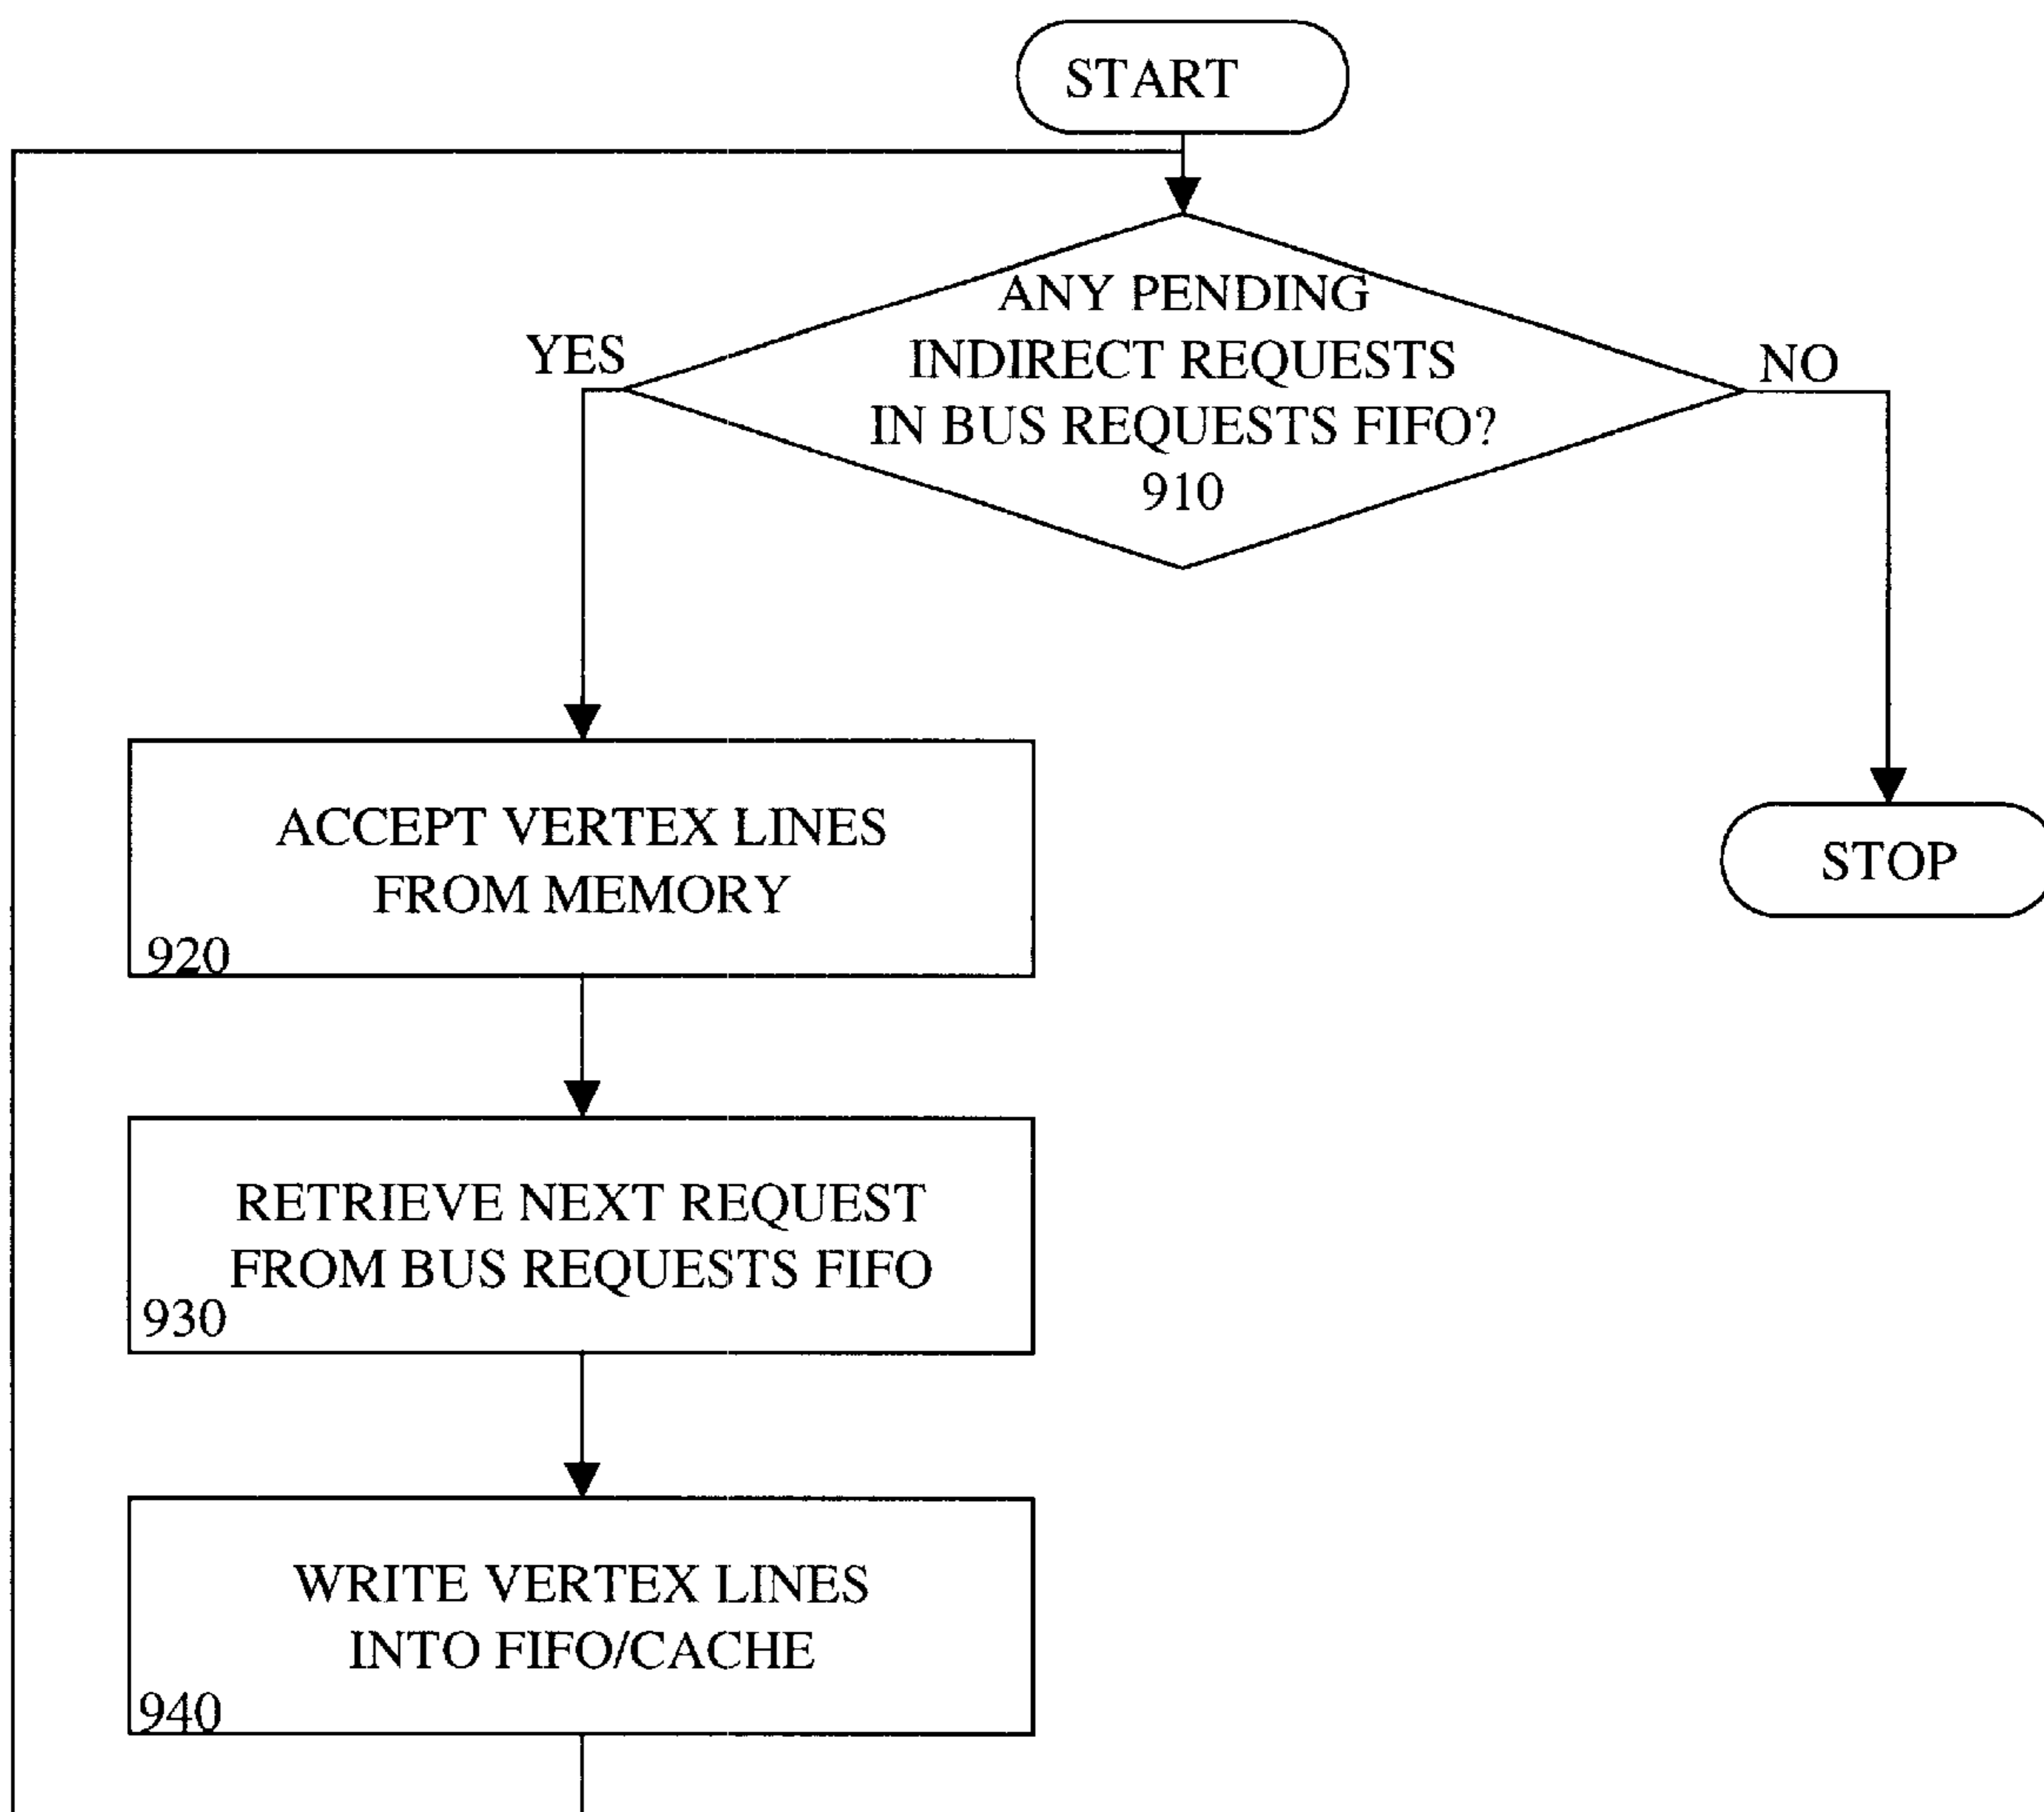 START
ANY PENDING
INDIRECT REQUESTS
IN BUS REQUESTS FIFO?
910
YES
NO
ACCEPT VERTEX LINES
FROM MEMORY
920
STOP
RETRIEVE NEXT REQUEST
FROM BUS REQUESTS FIFO
930
WRITE VERTEX LINES
INTO FIFO/CACHE
940